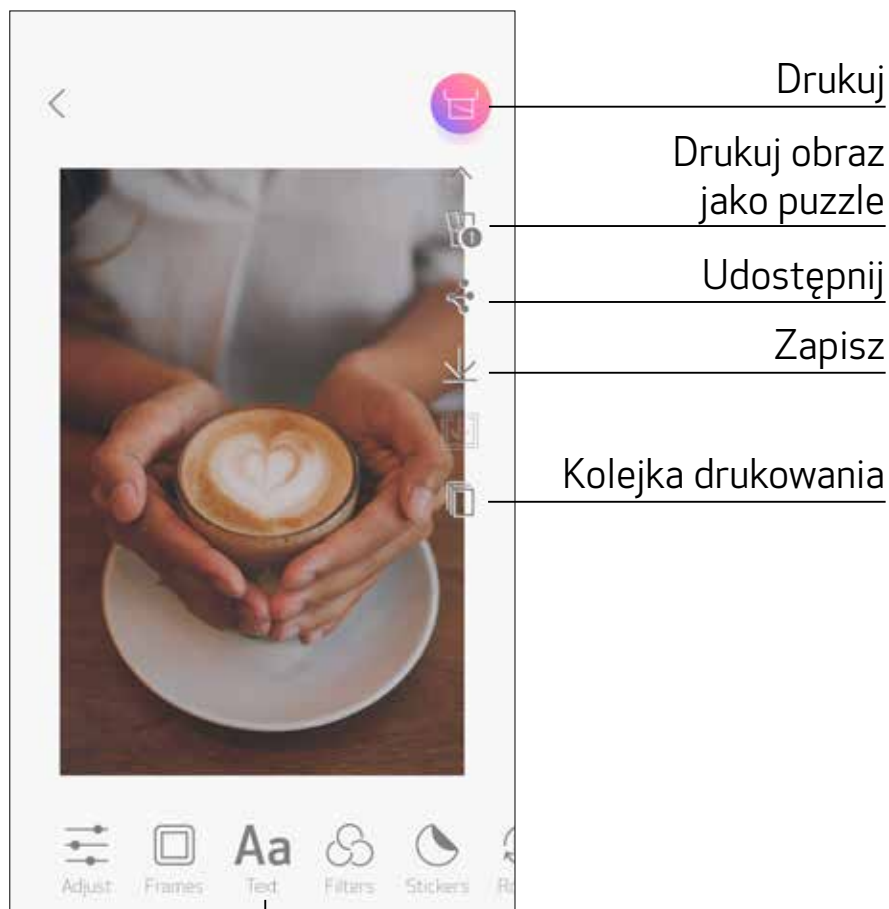 Drukuj
Drukuj obraz
jako puzzle
Udostępnij
Zapisz
Kolejka drukowania
Adjust
Frames
Aa
Text
Filters
Stickers